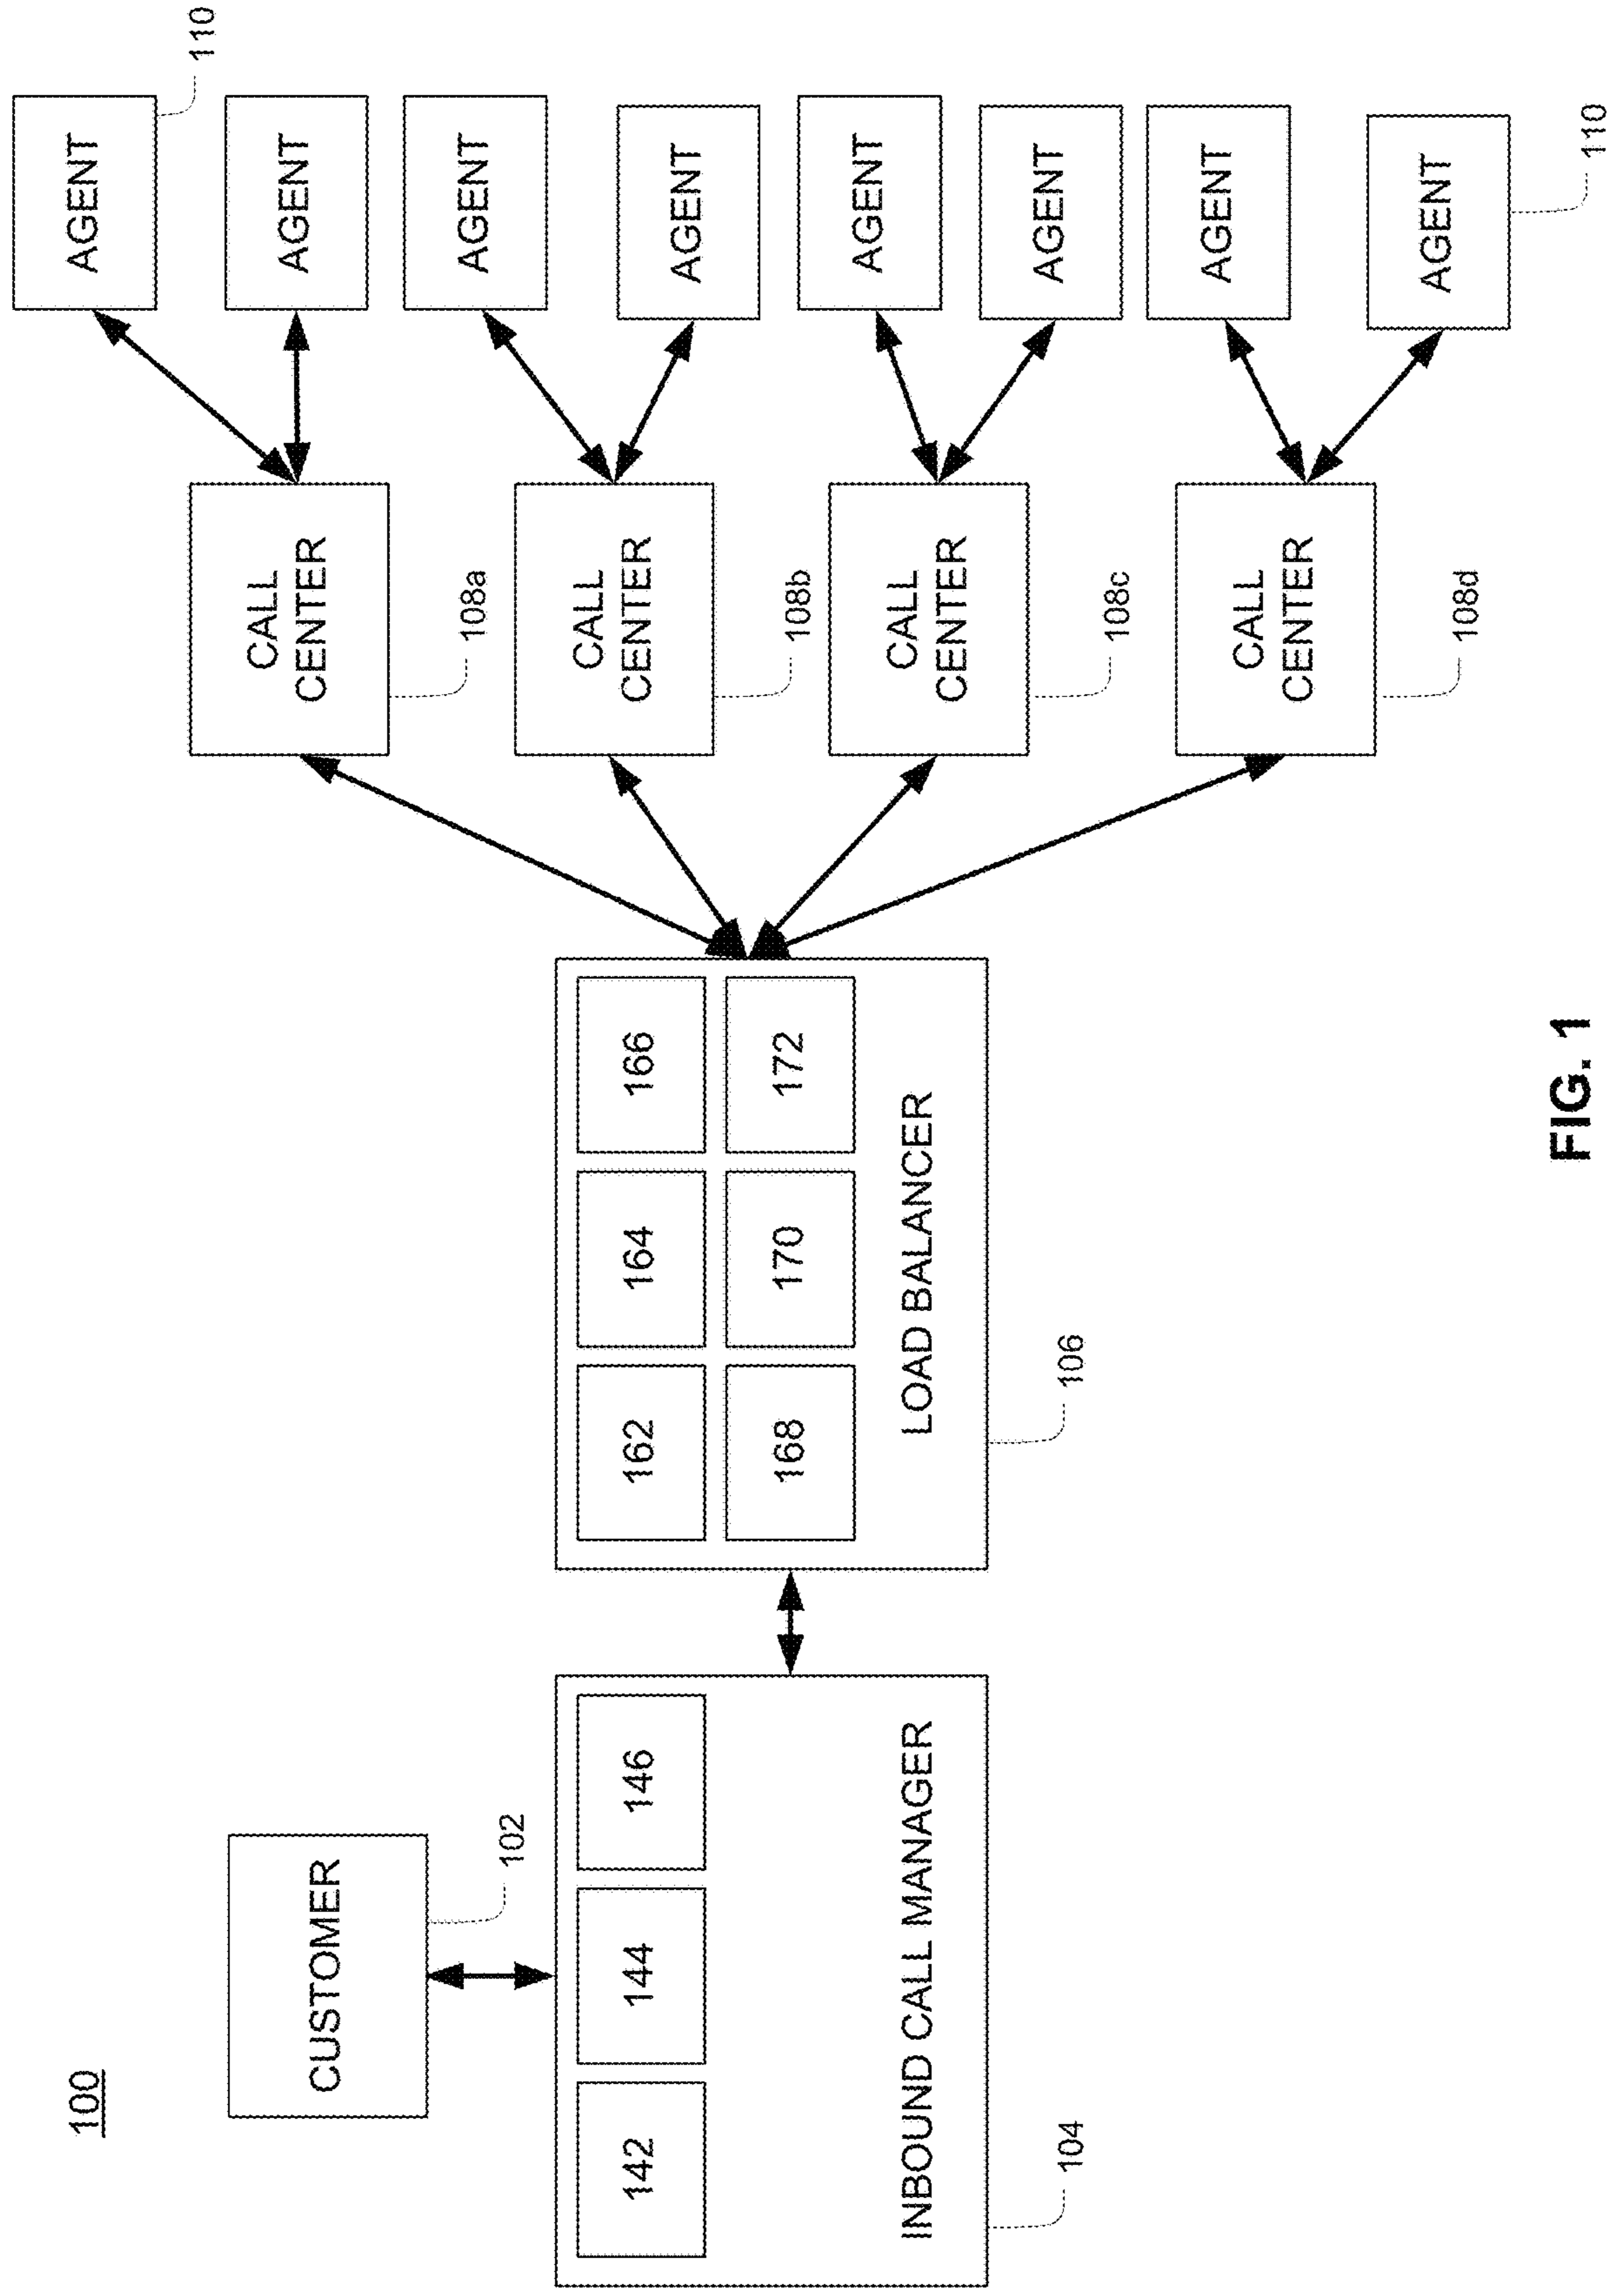 100
CUSTOMER
102
142
144
146
INBOUND CALL MANAGER
104
162
164
166
168
170
172
LOAD BALANCER
106
CALL
CENTER
108a
CALL
CENTER
108b
CALL
CENTER
108c
CALL
CENTER
108d
AGENT
110
AGENT
AGENT
AGENT
AGENT
AGENT
AGENT
AGENT
110
FIG. 1